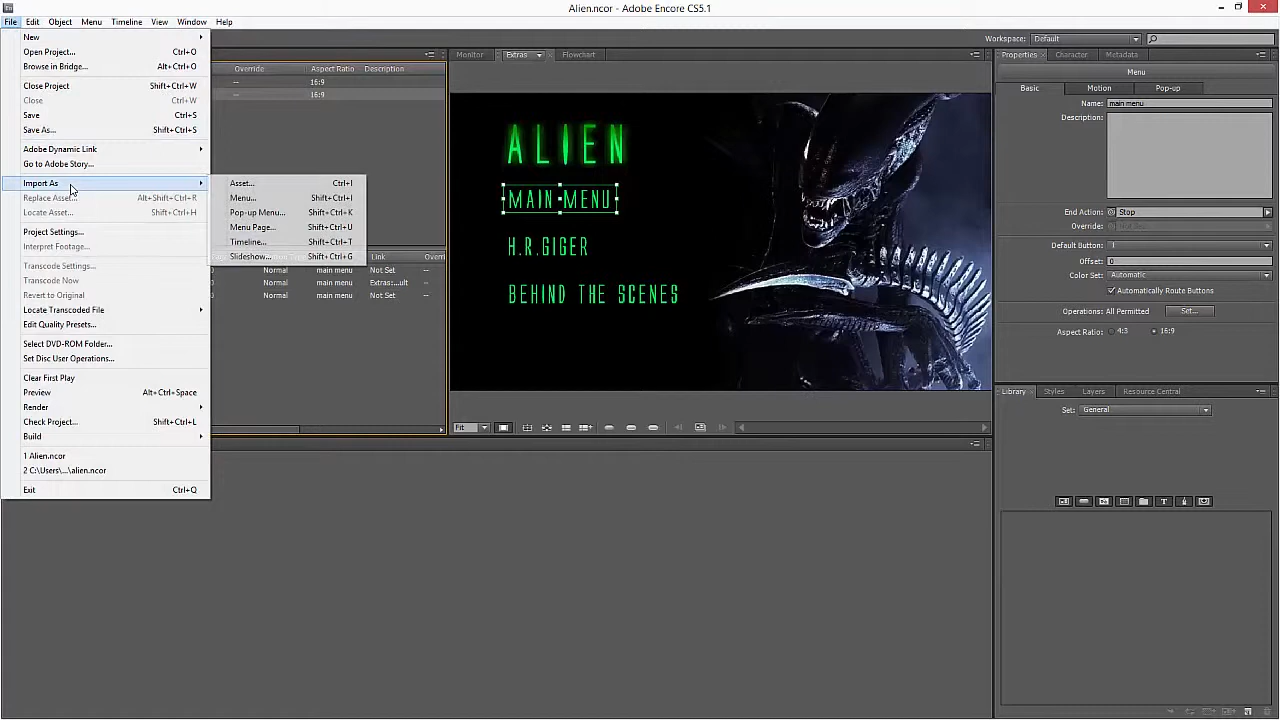 Alien.ncor - Adobe Encore CS5.1
File Edit Object Menu Timeline View Window Help
Workspace: Default
New
Open Project... Ctrl+O
Browse in Bridge... Alt+Ctrl+O
Close Project Shift+Ctrl+W
Close Ctrl+W
Save Ctrl+S
Save As... Shift+Ctrl+S
Adobe Dynamic Link
Go to Adobe Story...
Import As
Replace Asset... Alt+Shift+Ctrl+R
Locate Asset... Shift+Ctrl+H
Project Settings...
Interpret Footage...
Transcode Settings...
Transcode Now
Revert to Original
Locate Transcoded File
Edit Quality Presets...
Select DVD-ROM Folder...
Set Disc User Operations...
Clear First Play
Preview Alt+Ctrl+Space
Render
Check Project... Shift+Ctrl+L
Build
1 Alien.ncor
2 C:\Users\...\alien.ncor
Exit Ctrl+Q
Asset... Ctrl+I
Menu... Shift+Ctrl+I
Pop-up Menu... Shift+Ctrl+K
Menu Page... Shift+Ctrl+U
Timeline... Shift+Ctrl+T
Slideshow... Shift+Ctrl+G
Override Aspect Ratio Description
-- 16:9
-- 16:9
Link Overri
Normal main menu Not Set --
Normal main menu Extras:...ult --
Normal main menu Not Set --
Monitor Extras Flowchart
ALIEN
MAIN MENU
H.R.GIGER
BEHIND THE SCENES
Fit
Properties Character Metadata
Menu
Basic Motion Pop-up
Name: main menu
Description:
End Action: Stop
Override: Not Set
Default Button: 1
Offset: 0
Color Set: Automatic
Automatically Route Buttons
Operations: All Permitted Set...
Aspect Ratio: 4:3 16:9
Library Styles Layers Resource Central
Set: General